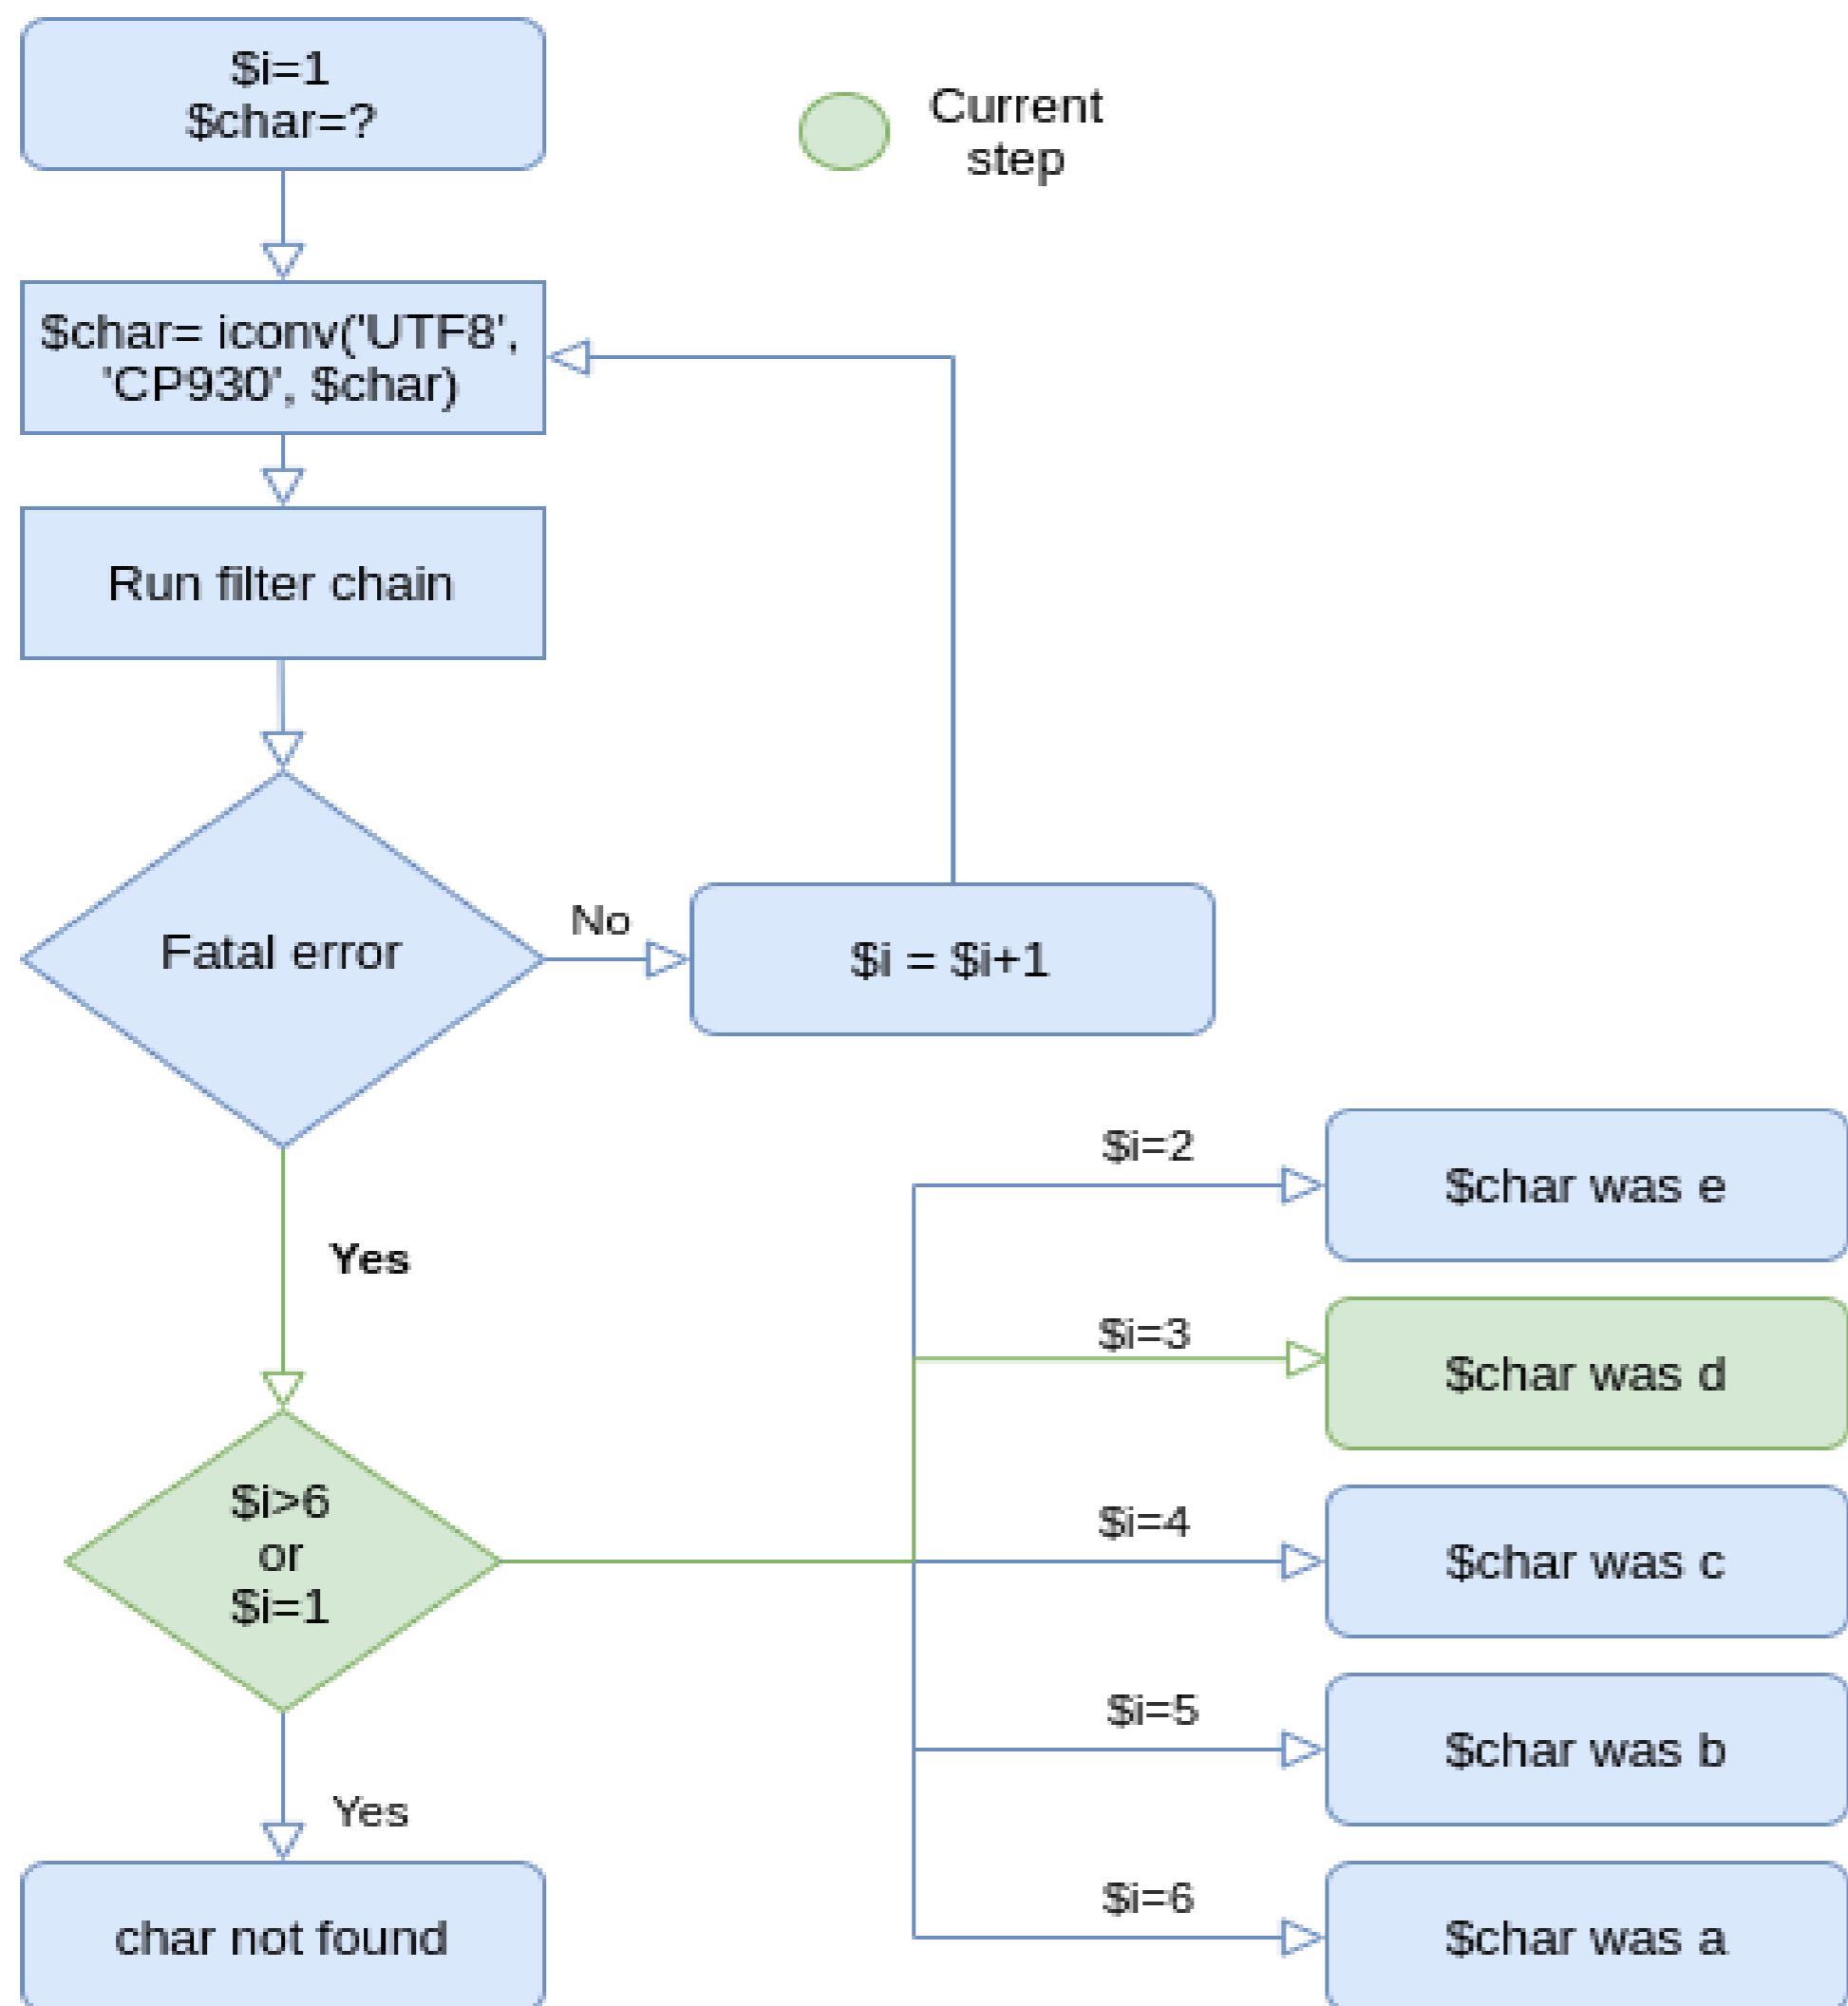 $i=1
$char=?
Current
step
$char= iconv('UTF8',
'CP930', $char)
Run filter chain
Fatal error
No
$i = $i+1
Yes
$i=2
$char was e
$i=3
$char was d
$i>6
or
$i=1
$i=4
$char was c
$i=5
$char was b
Yes
$i=6
char not found
$char was a